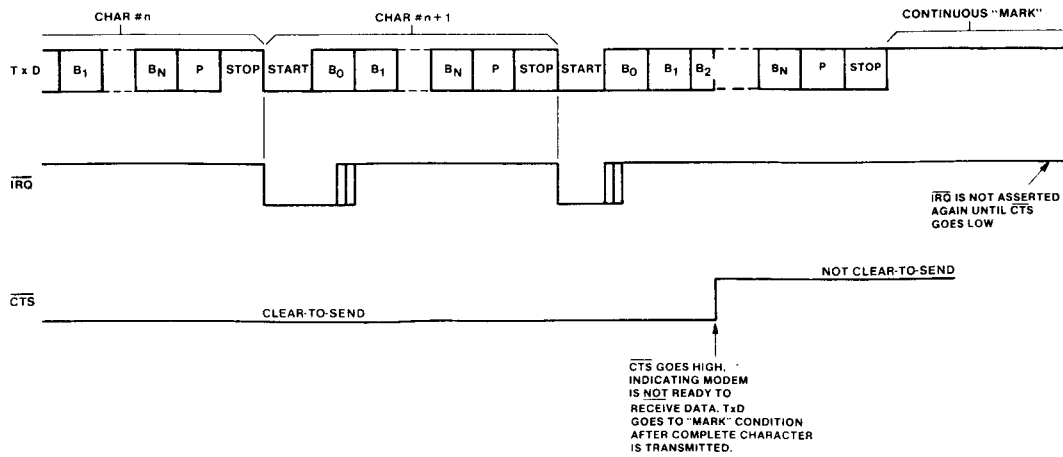 CHAR #n
CHAR #n + 1
CONTINUOUS "MARK"
TxD B1 BN P STOP START B0 B1 BN P STOP START B0 B1 B2 BN P STOP
IRQ
IRQ IS NOT ASSERTED
AGAIN UNTIL CTS
GOES LOW
NOT CLEAR-TO-SEND
CTS
CLEAR-TO-SEND
CTS GOES HIGH,
INDICATING MODEM
IS NOT READY TO
RECEIVE DATA. TxD
GOES TO "MARK" CONDITION
AFTER COMPLETE CHARACTER
IS TRANSMITTED.